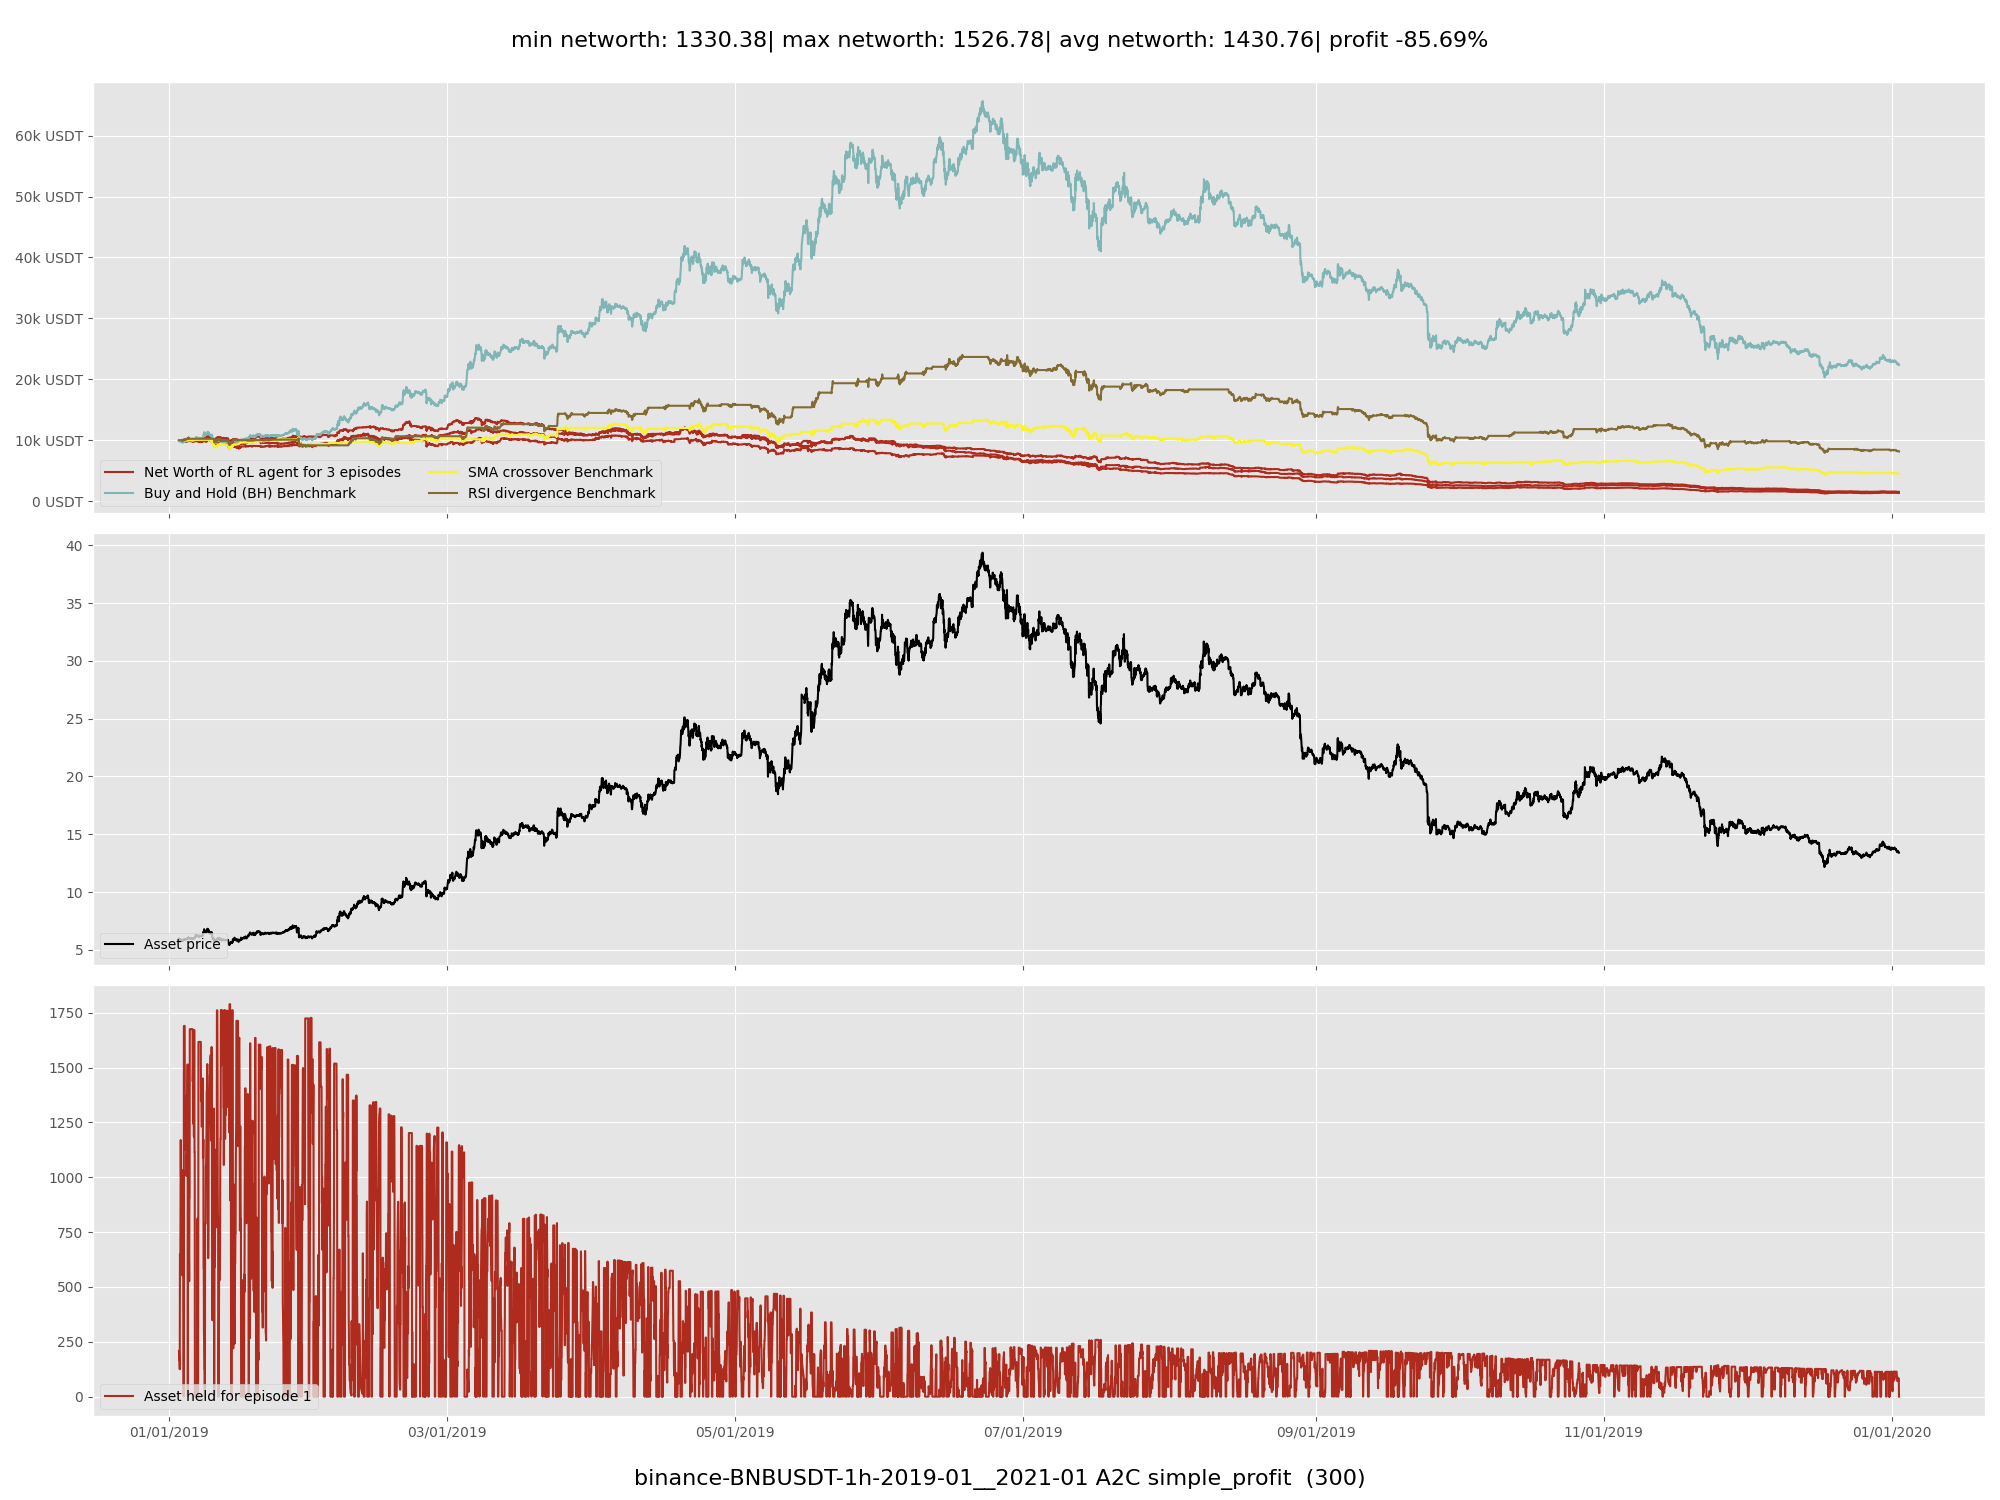 min networth: 1330.38| max networth: 1526.78| avg networth: 1430.76| profit -85.69%
60k USDT
50k USDT
40k USDT
30k USDT
20k USDT
10k USDT
0 USDT
Net Worth of RL agent for 3 episodes
Buy and Hold (BH) Benchmark
SMA crossover Benchmark
RSI divergence Benchmark
40
35
30
25
20
15
10
5
Asset price
1750
1500
1250
1000
750
500
250
0
Asset held for episode 1
01/01/2019 03/01/2019 05/01/2019 07/01/2019 09/01/2019 11/01/2019 01/01/2020
binance-BNBUSDT-1h-2019-01__2021-01 A2C simple_profit (300)